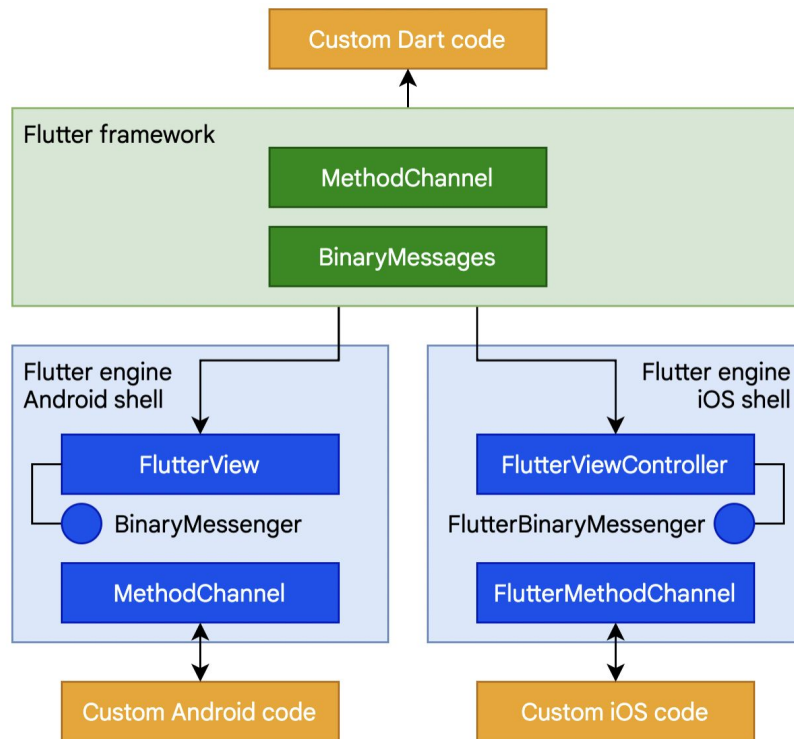 Custom Dart code
Flutter framework
MethodChannel
BinaryMessages
Flutter engine
Android shell
FlutterView
BinaryMessenger
MethodChannel
Custom Android code
Flutter engine
iOS shell
FlutterViewController
FlutterBinaryMessenger
FlutterMethodChannel
Custom iOS code